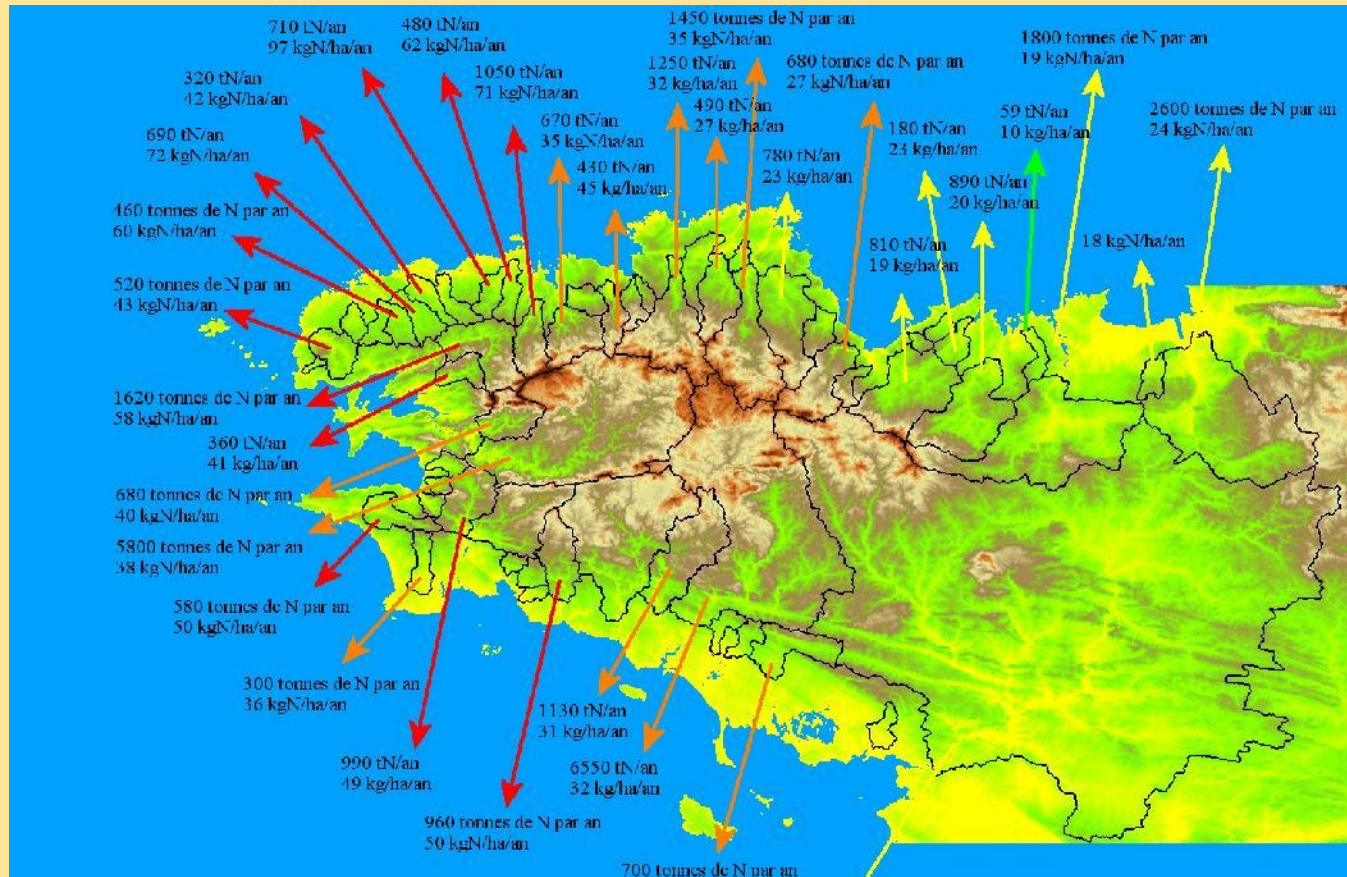 710 tN/an
97 kgN/ha/an
480 tN/an
62 kgN/ha/an
1450 tonnes de N par an
35 kgN/ha/an
1800 tonnes de N par an
19 kgN/ha/an
320 tN/an
42 kgN/ha/an
1050 tN/an
71 kgN/ha/an
1250 tN/an
32 kg/ha/an
680 tonnes de N par an
27 kgN/ha/an
690 tN/an
72 kgN/ha/an
670 tN/an
35 kgN/ha/an
490 tN/an
27 kg/ha/an
59 tN/an
10 kg/ha/an
2600 tonnes de N par an
24 kgN/ha/an
180 tN/an
23 kg/ha/an
430 tN/an
45 kg/ha/an
780 tN/an
23 kg/ha/an
890 tN/an
20 kg/ha/an
460 tonnes de N par an
60 kgN/ha/an
810 tN/an
19 kg/ha/an
18 kgN/ha/an
520 tonnes de N par an
43 kgN/ha/an
1620 tonnes de N par an
58 kgN/ha/an
360 tN/an
41 kg/ha/an
680 tonnes de N par an
40 kgN/ha/an
5800 tonnes de N par an
38 kgN/ha/an
580 tonnes de N par an
50 kgN/ha/an
300 tonnes de N par an
36 kgN/ha/an
1130 tN/an
31 kg/ha/an
990 tN/an
49 kg/ha/an
6550 tN/an
32 kg/ha/an
960 tonnes de N par an
50 kgN/ha/an
700 tonnes de N par an